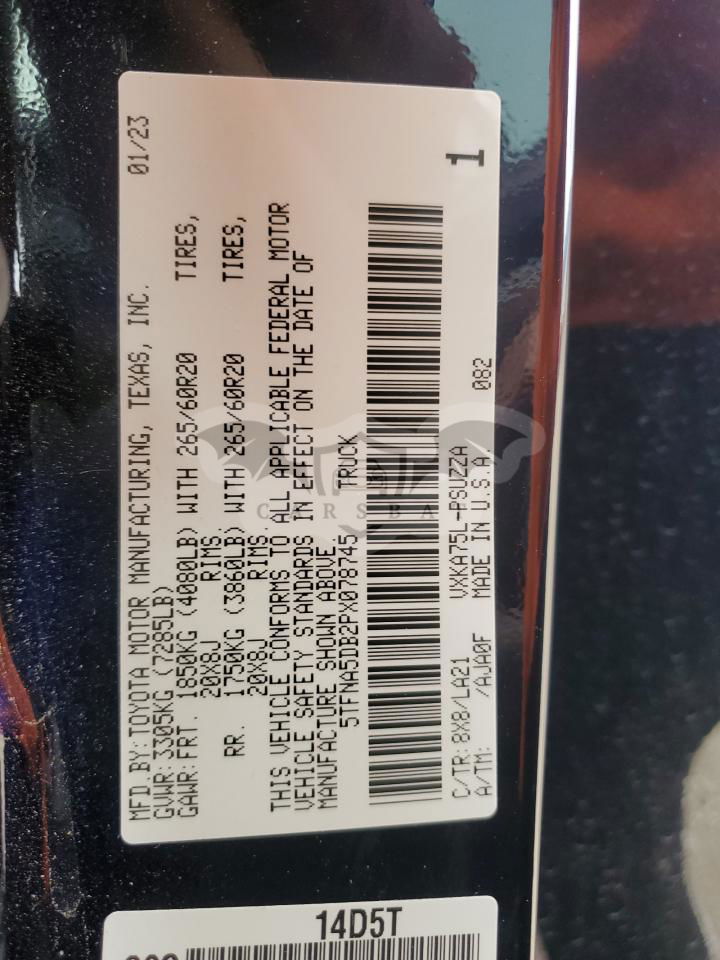 MFD. BY: TOYOTA MOTOR MANUFACTURING, TEXAS, INC. 01/23
GVWR: 3305KG (7285LB)
GAWR: FRT. 1850KG (4080LB) WITH 265/60R20 TIRES,
20X8J RIMS.
RR. 1750KG (3860LB) WITH 265/60R20 TIRES,
20X8J RIMS.
THIS VEHICLE CONFORMS TO ALL APPLICABLE FEDERAL MOTOR
VEHICLE SAFETY STANDARDS IN EFFECT ON THE DATE OF
MANUFACTURE SHOWN ABOVE.
5TFNA5DB2PX078745 TRUCK
C/TR: 8X8/LA21 VXKA75L-PSUZZA 1
A/TM: /AJA0F MADE IN U.S.A. 082
14D5T